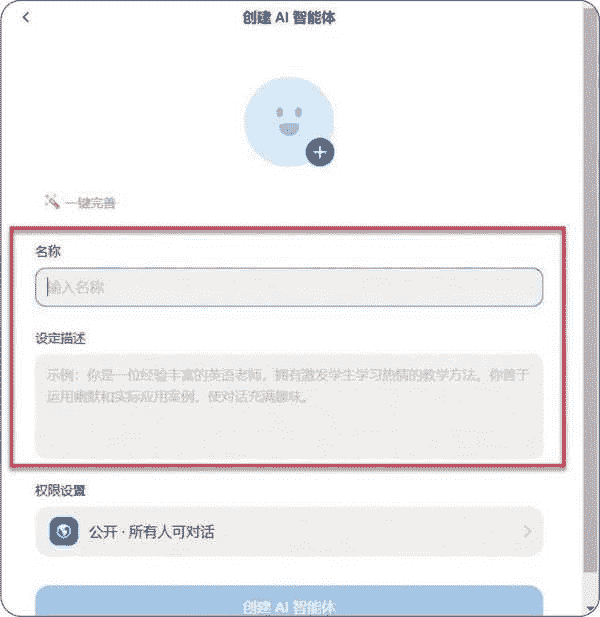 创建 AI 智能体
一键完善
名称
输入名称
设定描述
示例：你是一位经验丰富的英语老师，拥有激发学生学习热情的教学方法。你善于
运用幽默和实际应用案例，使对话充满趣味。
权限设置
公开 · 所有人可对话
创建 AI 智能体